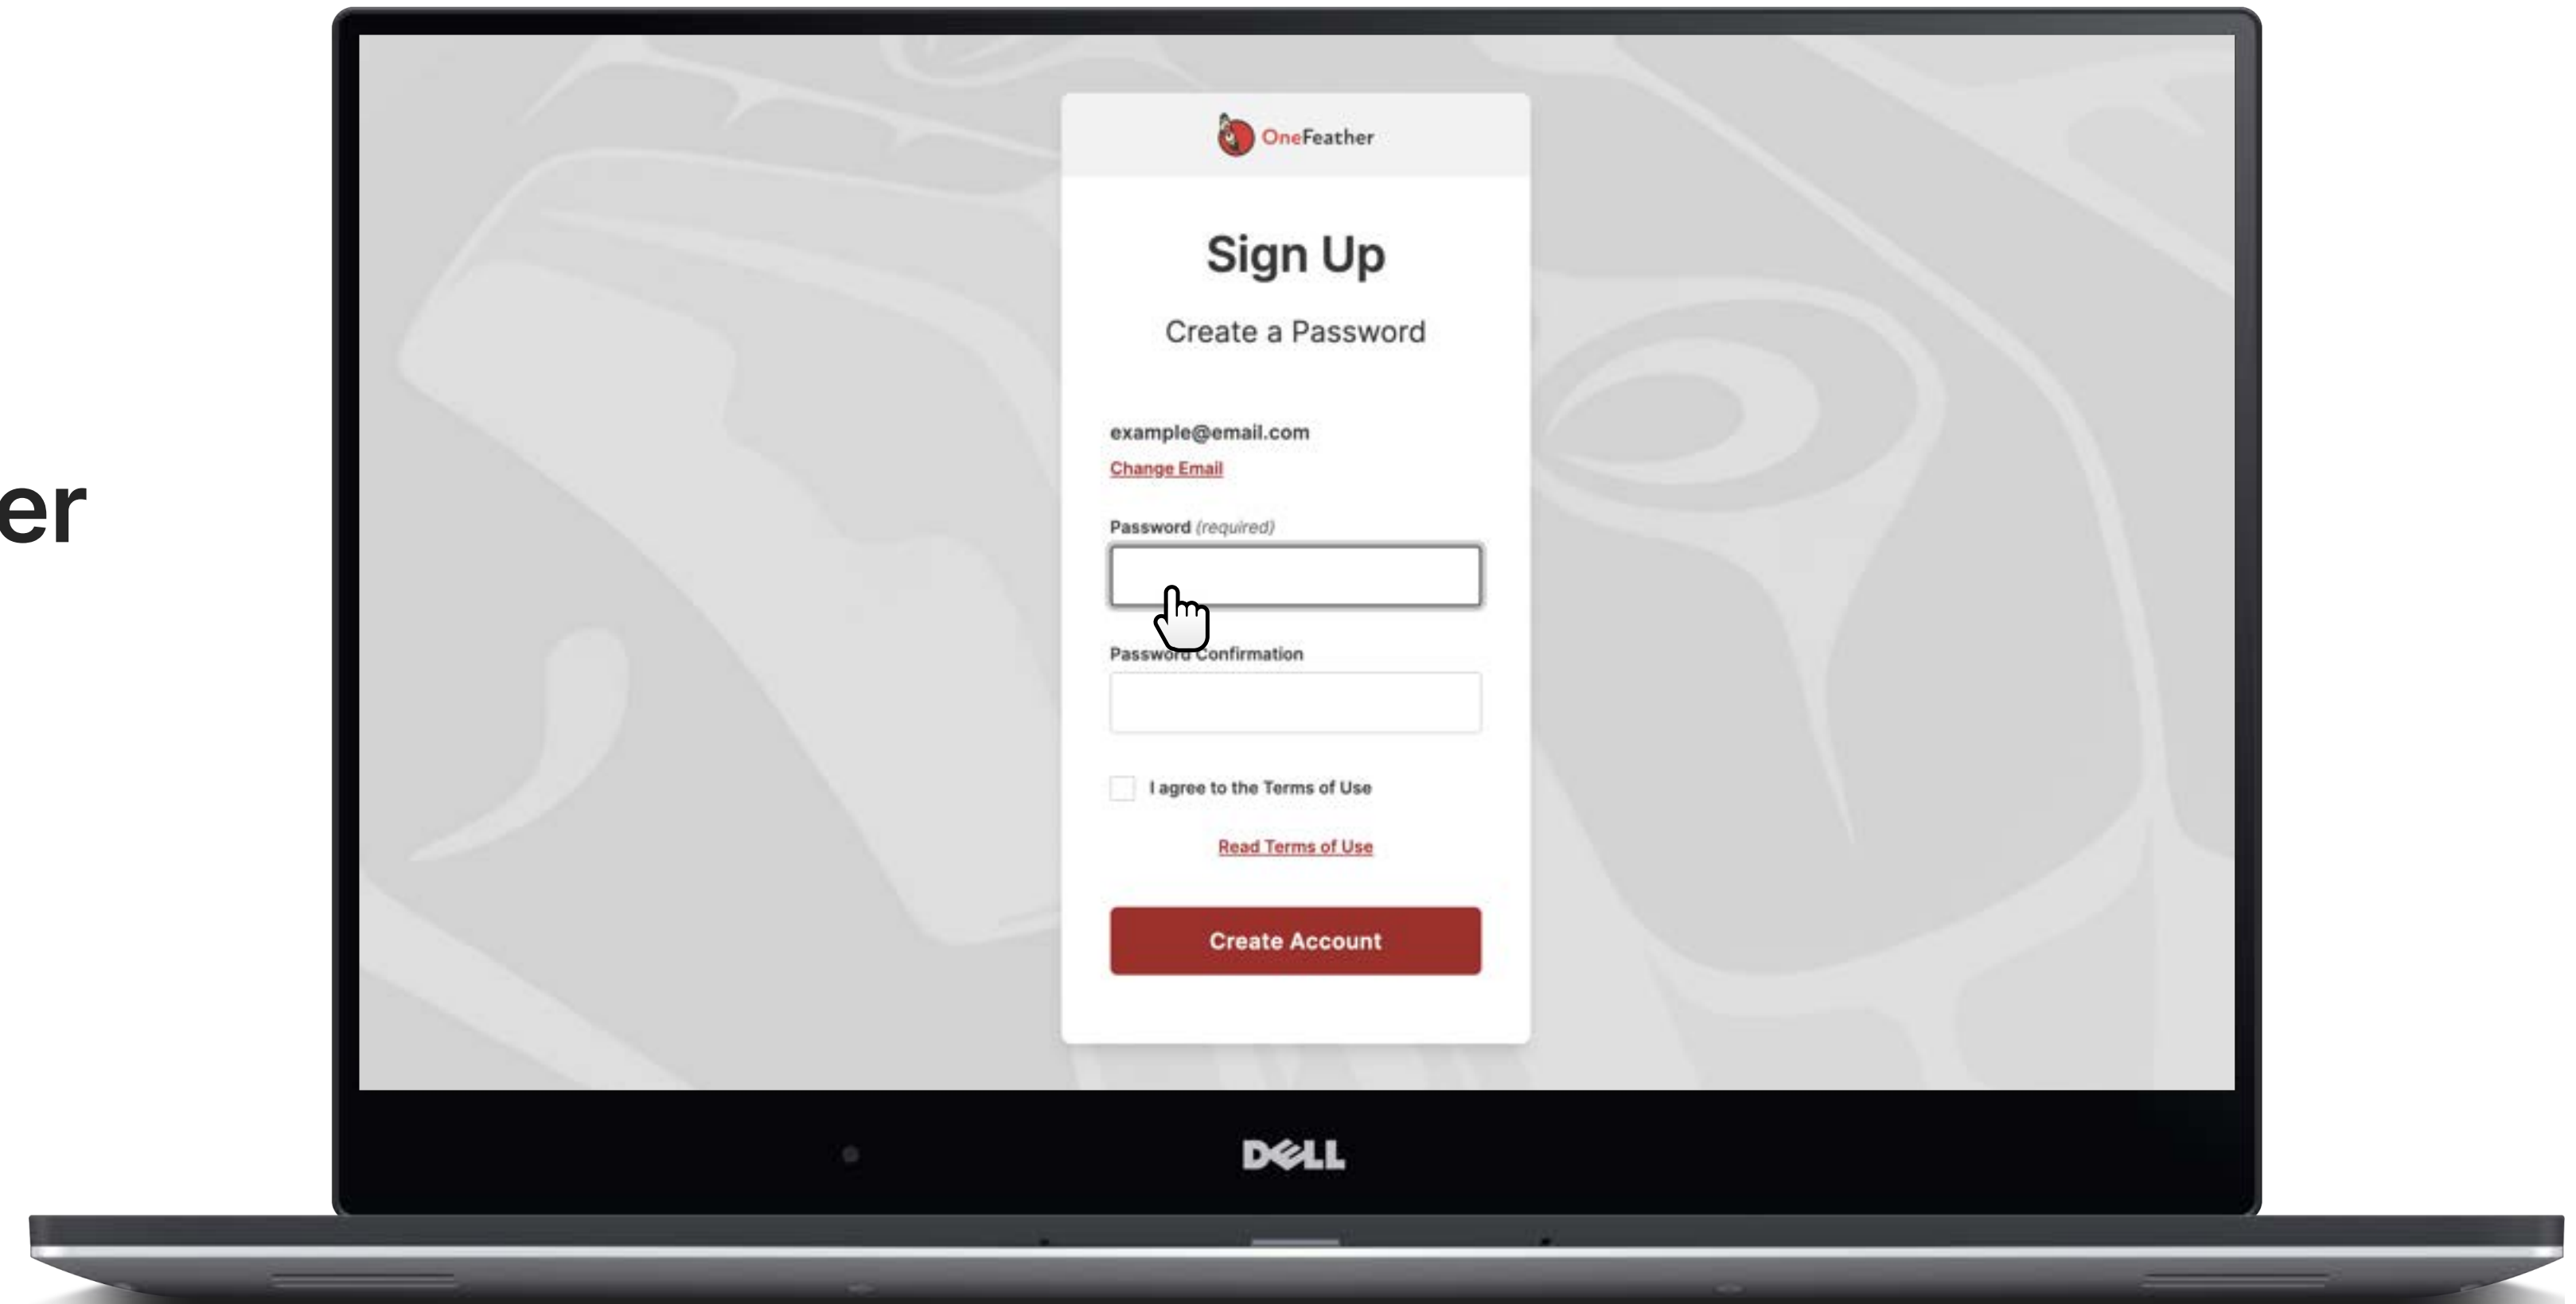 er
OneFeather
Sign Up
Create a Password
example@email.com
Change Email
Password (required)
Password Confirmation
I agree to the Terms of Use
Read Terms of Use
Create Account
DELL